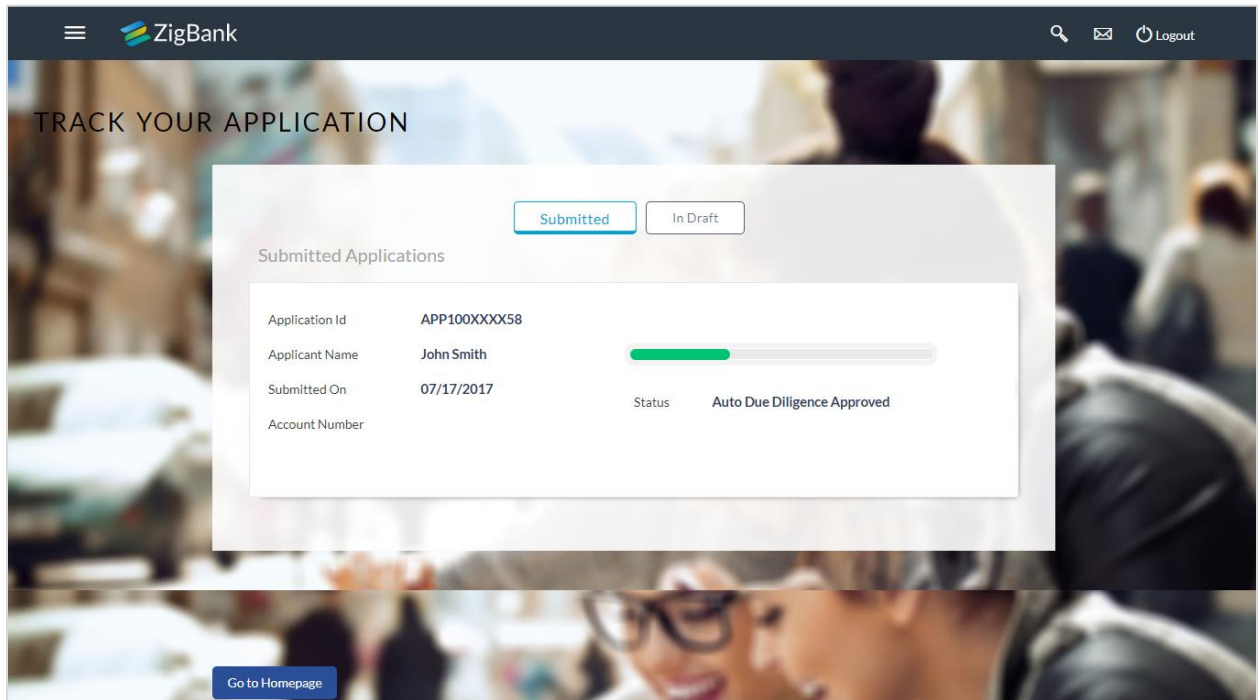 ZigBank
Logout
TRACK YOUR APPLICATION
Submitted
In Draft
Submitted Applications
Application Id APP100XXXX58
Applicant Name John Smith
Submitted On 07/17/2017
Status Auto Due Diligence Approved
Account Number
Go to Homepage